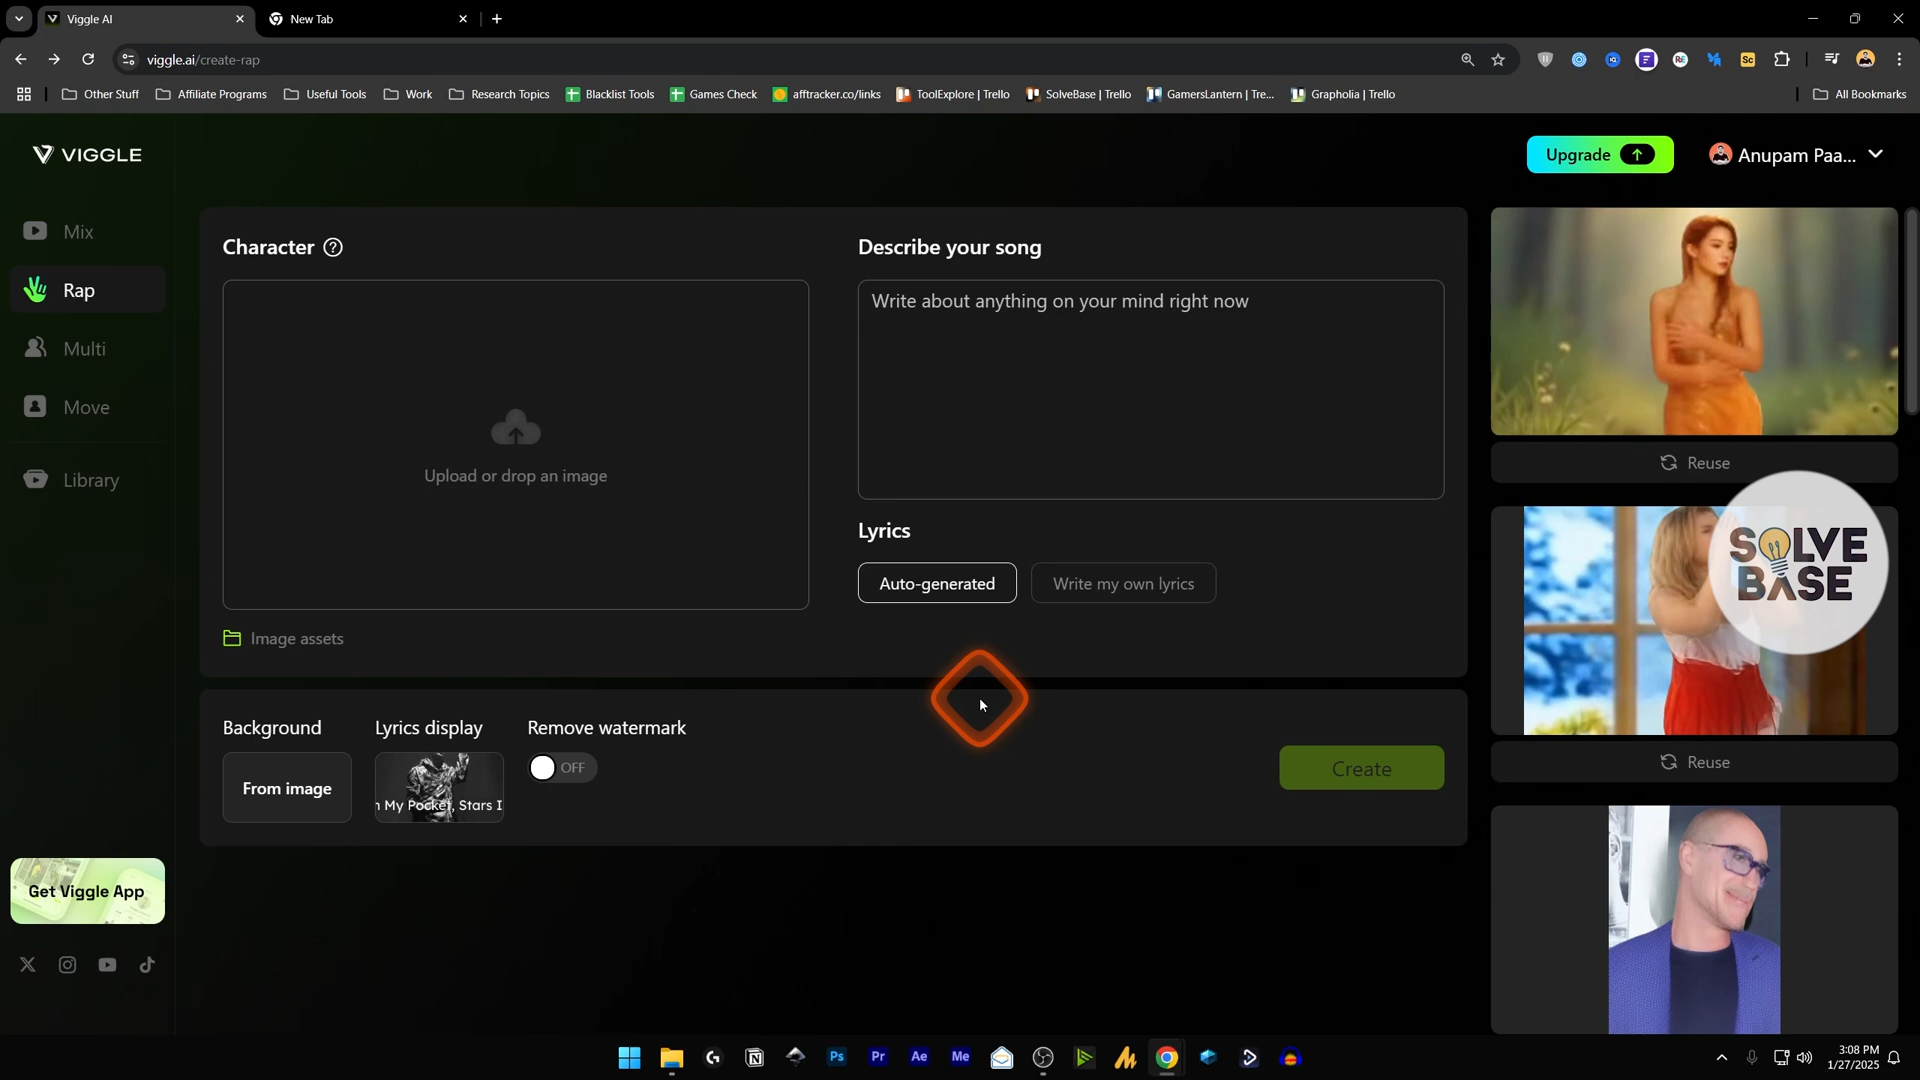 Viggle AI
New Tab
viggle.ai/create-rap
Other Stuff
Affiliate Programs
Useful Tools
Work
Research Topics
Blacklist Tools
Games Check
afftracker.co/links
ToolExplore | Trello
SolveBase | Trello
GamersLantern | Tre...
Grapholia | Trello
All Bookmarks
VIGGLE
Upgrade
Anupam Paa...
Mix
Rap
Multi
Move
Library
Character ?
Upload or drop an image
Image assets
Describe your song
Write about anything on your mind right now
Lyrics
Auto-generated
Write my own lyrics
Reuse
SOLVE
BASE
Reuse
Background
Lyrics display
Remove watermark
From image
My Pocket, Stars I
OFF
Create
Get Viggle App
Ps
Pr
Ae
Me
3:08 PM
1/27/2025